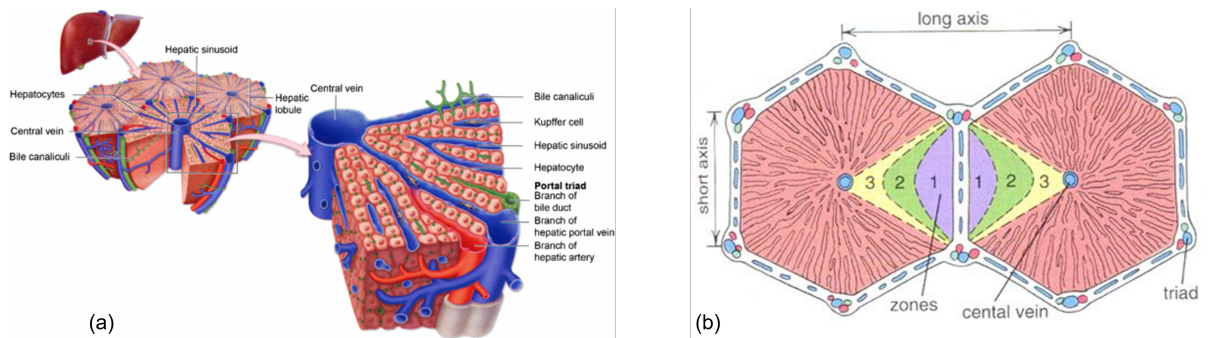 Hepatic sinusoid
Hepatocytes
Central vein
Bile canaliculi
Hepatic
lobule
Central vein
Bile canaliculi
Kupffer cell
Hepatic sinusoid
Hepatocyte
Portal triad
Branch of
bile duct
Branch of
hepatic portal vein
Branch of
hepatic artery
(a)
long axis
short axis
3 2 1 1 2 3
zones
cental vein
triad
(b)